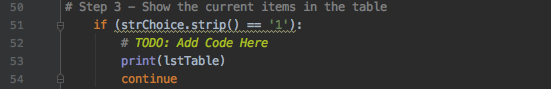 50 # Step 3 - Show the current items in the table
51 if (strChoice.strip() == '1'):
52 # TODO: Add Code Here
53 print(lstTable)
54 continue